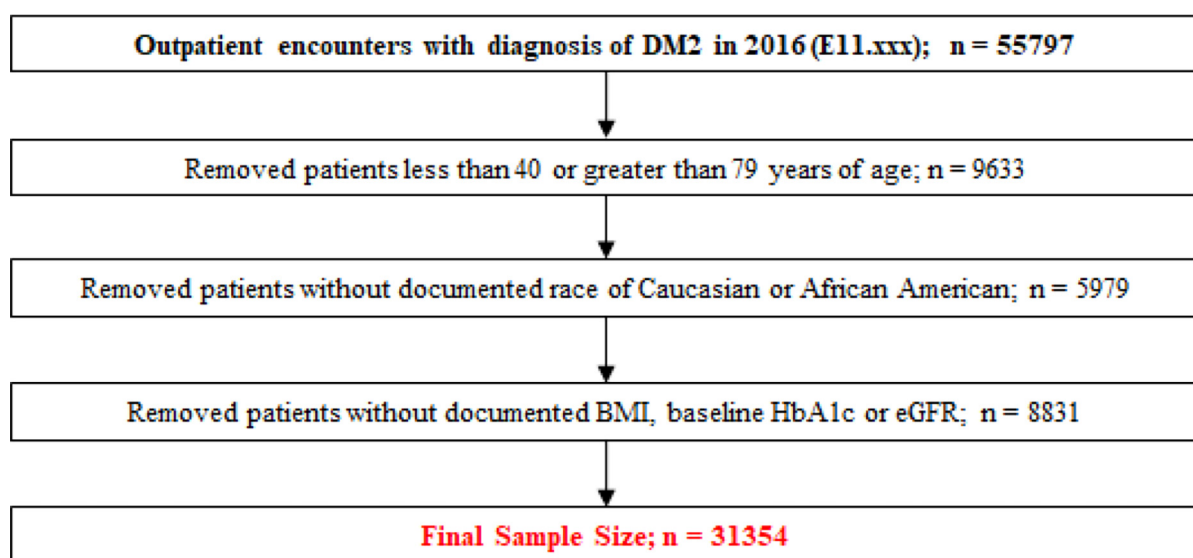 Outpatient encounters with diagnosis of DM2 in 2016 (E11.xxx); n = 55797
Removed patients less than 40 or greater than 79 years of age; n = 9633
Removed patients without documented race of Caucasian or African American; n = 5979
Removed patients without documented BMI, baseline HbA1c or eGFR; n = 8831
Final Sample Size; n = 31354